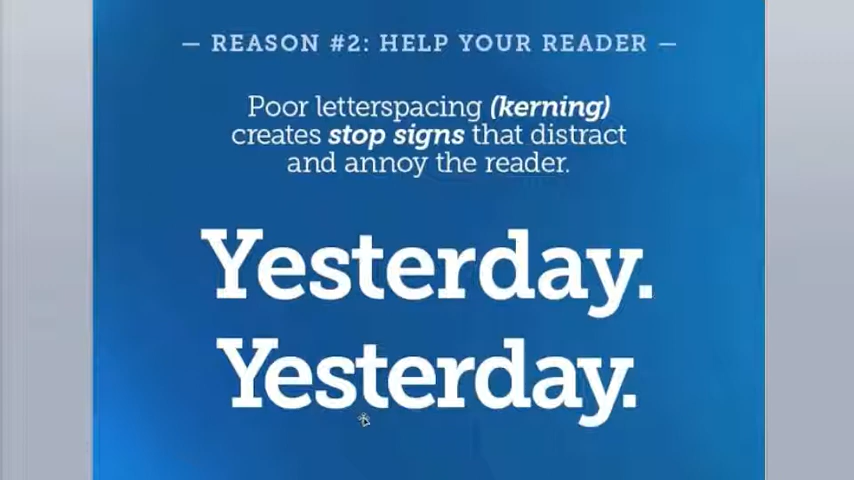 — REASON #2: HELP YOUR READER —
Poor letterspacing (kerning)
creates stop signs that distract
and annoy the reader.
Yesterday.
Yesterday.